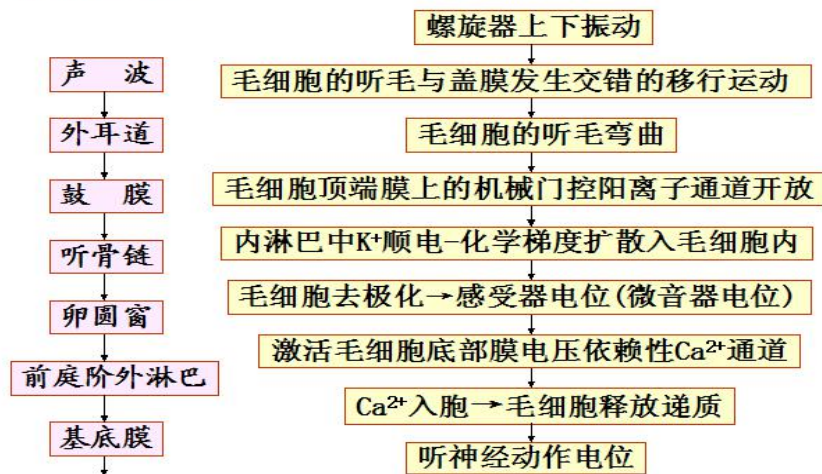 声 波
外耳道
鼓 膜
听骨链
卵圆窗
前庭阶外淋巴
基底膜
螺旋器上下振动
毛细胞的听毛与盖膜发生交错的移行运动
毛细胞的听毛弯曲
毛细胞顶端膜上的机械门控阳离子通道开放
内淋巴中K⁺顺电-化学梯度扩散入毛细胞内
毛细胞去极化→感受器电位(微音器电位)
激活毛细胞底部膜电压依赖性Ca²⁺通道
Ca²⁺入胞→毛细胞释放递质
听神经动作电位